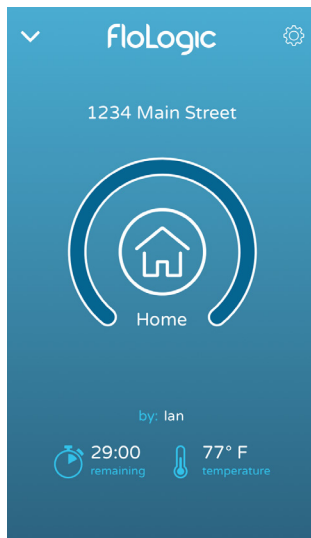 FloLogic
1234 Main Street
Home
by: Ian
29:00
remaining
77° F
temperature